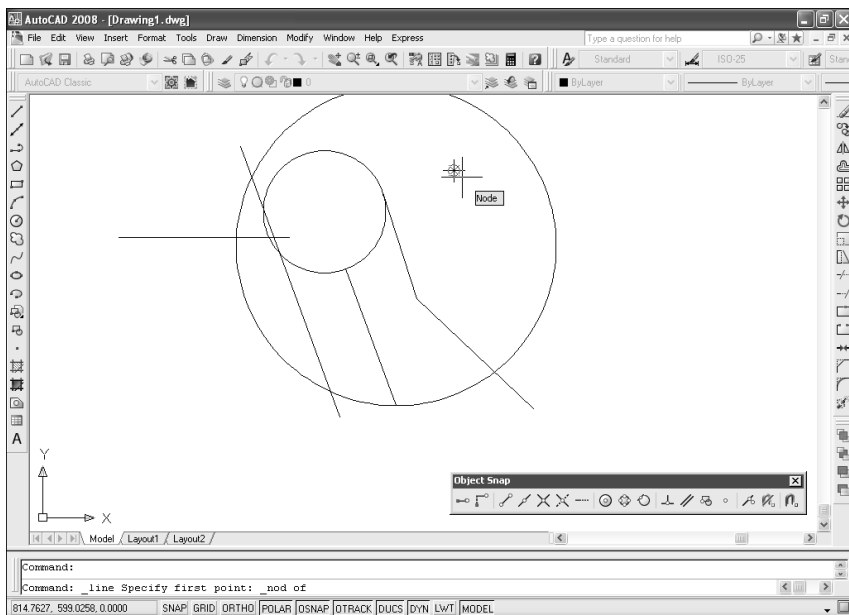 AutoCAD 2008 - [Drawing1.dwg]
File Edit View Insert Format Tools Draw Dimension Modify Window Help Express
Type a question for help
Standard
ISO-25
Stand
AutoCAD Classic
0
ByLayer
ByLayer
Node
A
Y
X
Object Snap
Model Layout1 Layout2
Command:
Command: _line Specify first point: _nod of
814.7627, 599.0258, 0.0000 SNAP GRID ORTHO POLAR OSNAP OTRACK DUCS DYN LWT MODEL